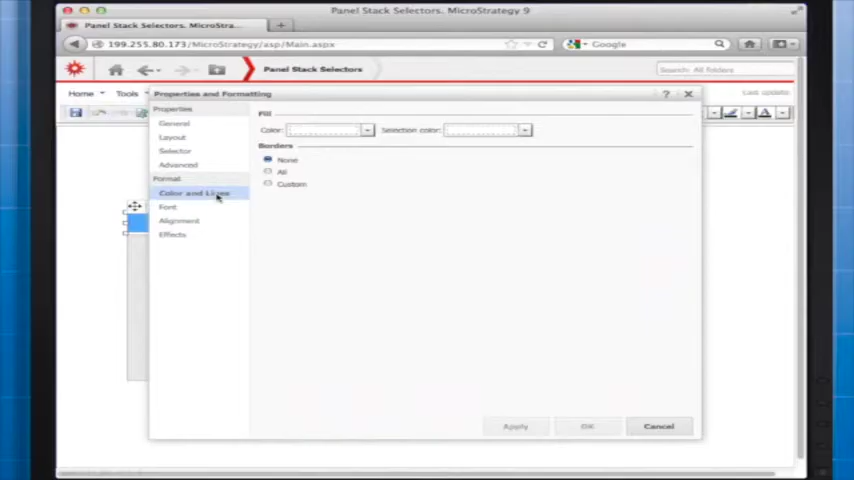 Panel Stack Selectors. MicroStrategy 9
Panel Stack Selectors. MicroStra...
199.255.80.173/MicroStrategy/asp/Main.aspx
Google
Panel Stack Selectors
Search: All folders
Home
Tools
Last update
Properties and Formatting
?
Properties
General
Layout
Selector
Advanced
Format
Color and Lines
Font
Alignment
Effects
Fill
Color:
Selection color:
Borders
None
All
Custom
Apply
OK
Cancel